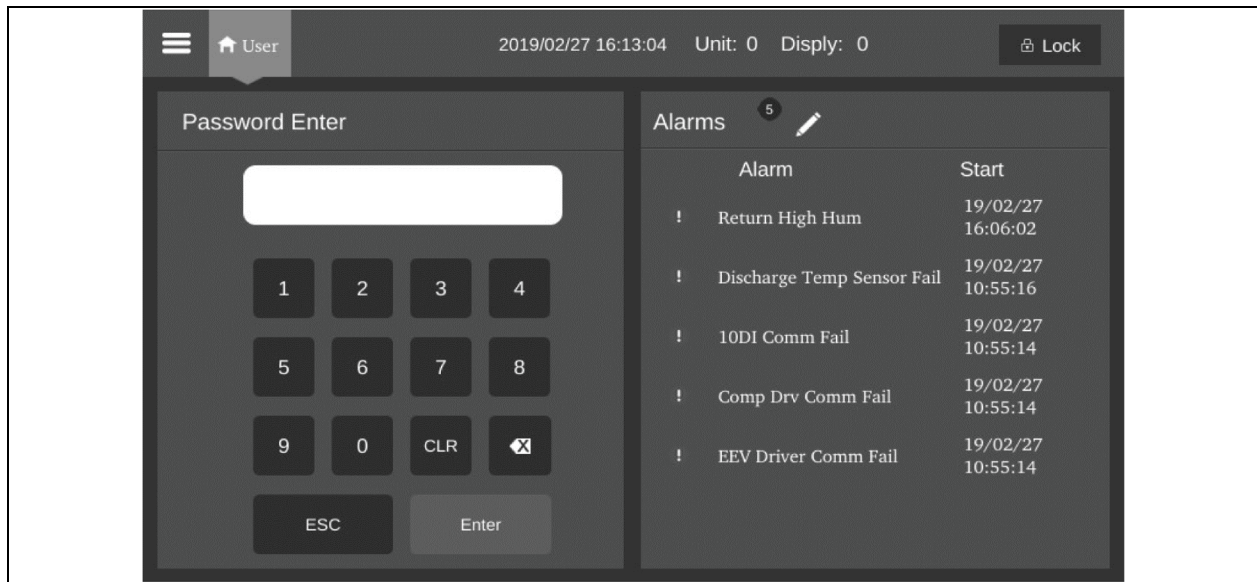 User 2019/02/27 16:13:04 Unit: 0 Disply: 0 Lock
Password Enter
1 2 3 4
5 6 7 8
9 0 CLR
ESC Enter
Alarms 5
Alarm Start
Return High Hum 19/02/27
16:06:02
Discharge Temp Sensor Fail 19/02/27
10:55:16
10DI Comm Fail 19/02/27
10:55:14
Comp Drv Comm Fail 19/02/27
10:55:14
EEV Driver Comm Fail 19/02/27
10:55:14